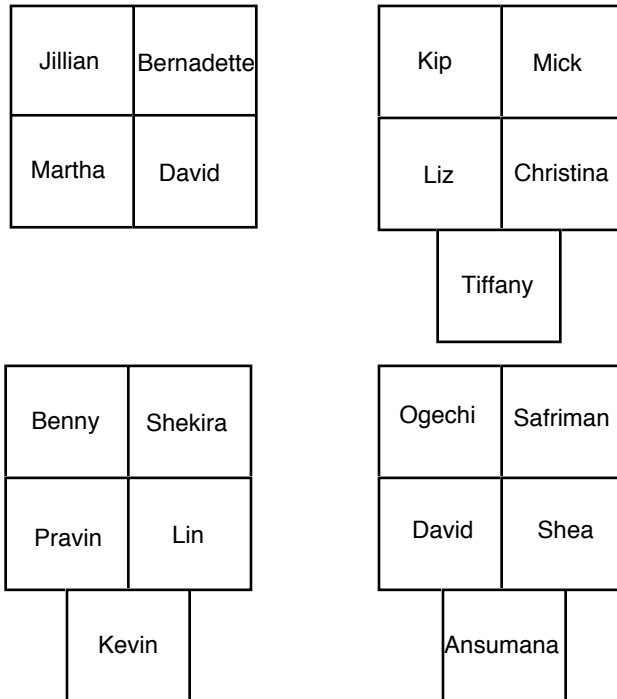 Jillian Bernadette
Martha David
Kip Mick
Liz Christina
Tiffany
Benny Shekira
Pravin Lin
Kevin
Ogechi Safriman
David Shea
Ansumana